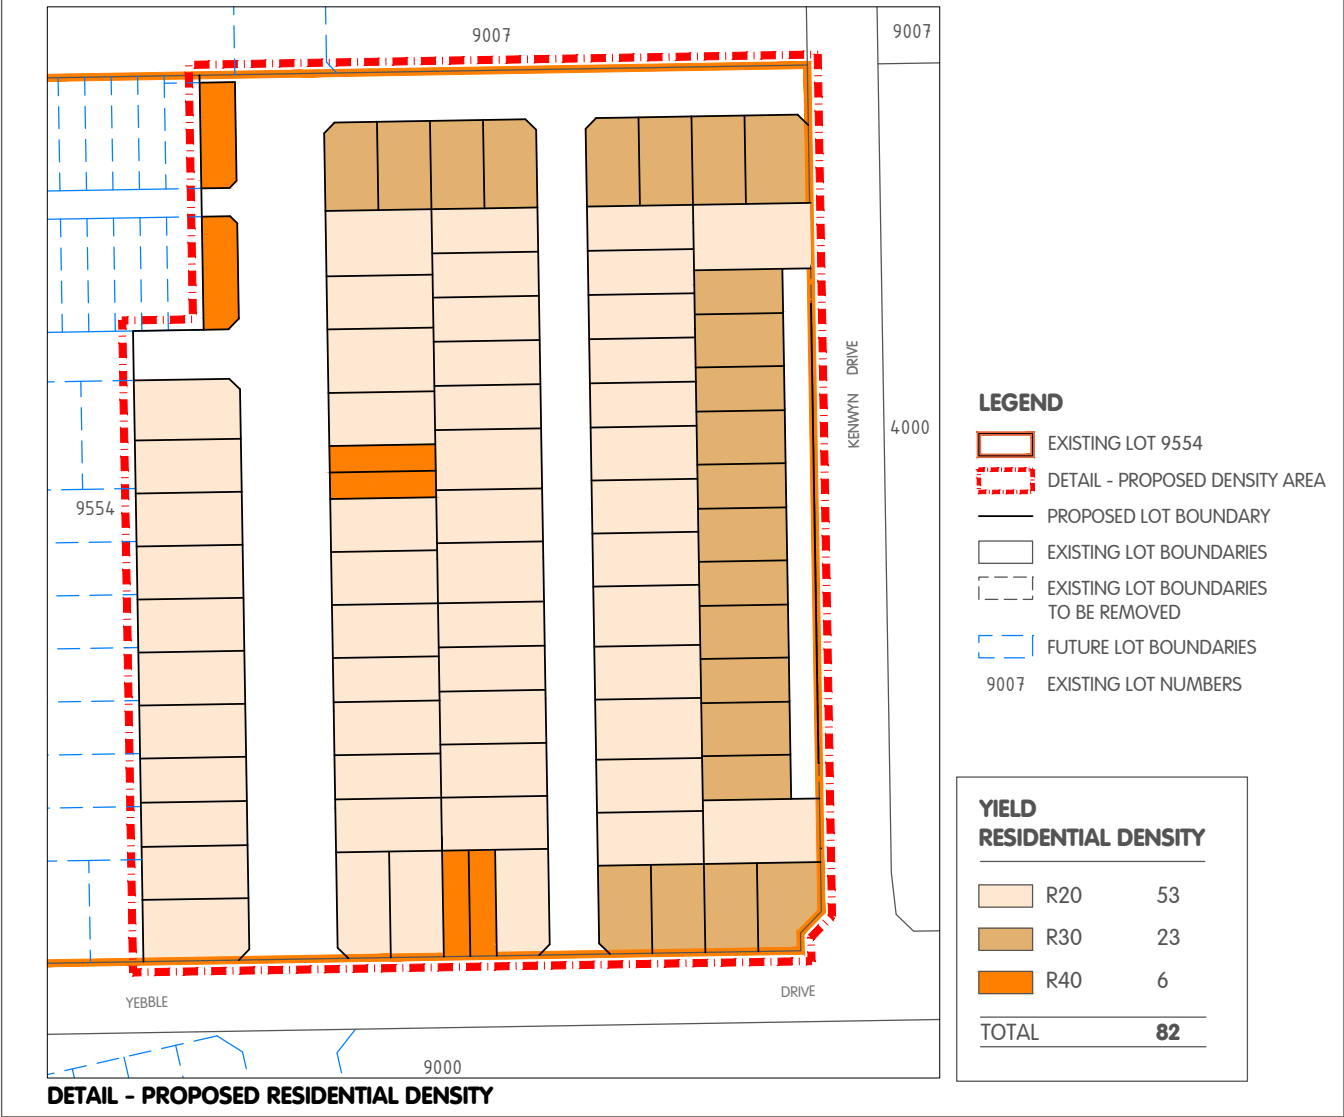 9007
9007
KENWYN DRIVE
4000
9554
YEBBLE
DRIVE
9000
DETAIL - PROPOSED RESIDENTIAL DENSITY
LEGEND
EXISTING LOT 9554
DETAIL - PROPOSED DENSITY AREA
PROPOSED LOT BOUNDARY
EXISTING LOT BOUNDARIES
EXISTING LOT BOUNDARIES
TO BE REMOVED
FUTURE LOT BOUNDARIES
9007 EXISTING LOT NUMBERS
YIELD
RESIDENTIAL DENSITY
R20 53
R30 23
R40 6
TOTAL 82